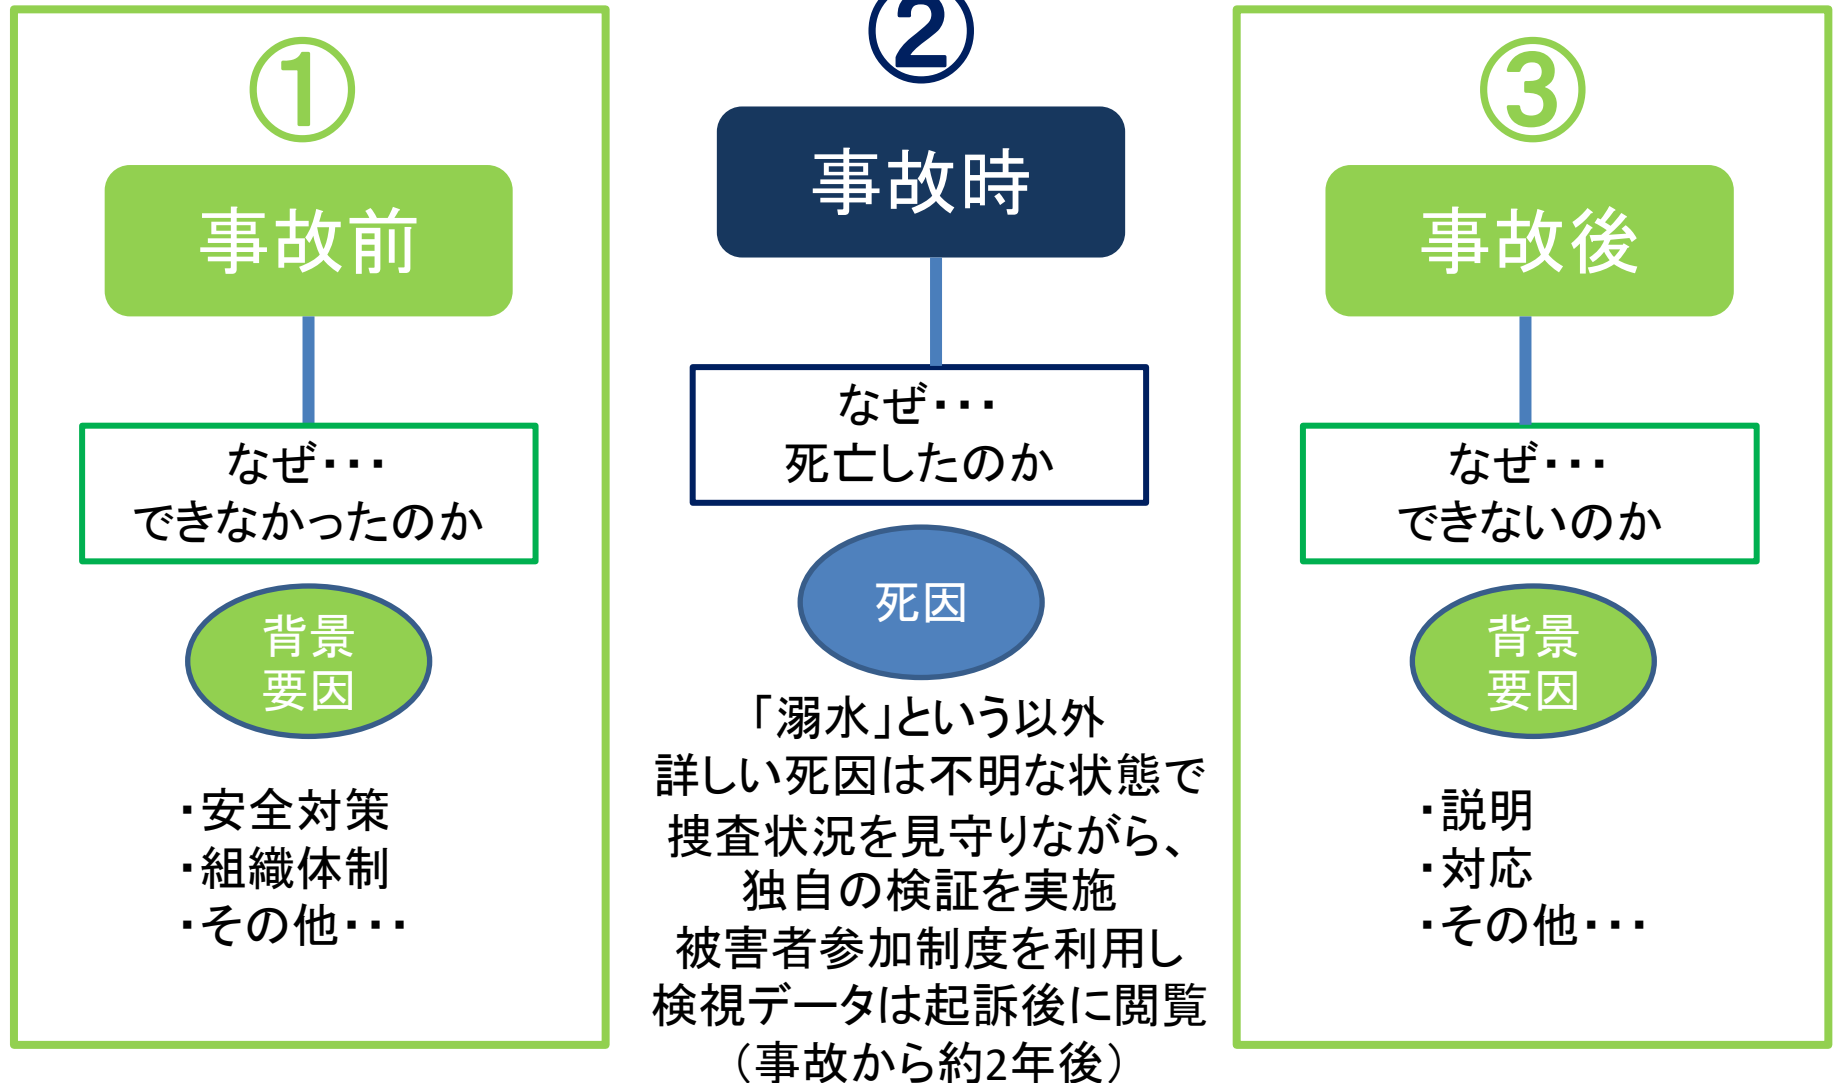 ①
事故前
なぜ・・・
できなかったのか
背景
要因
・安全対策
・組織体制
・その他・・・
②
事故時
なぜ・・・
死亡したのか
死因
「溺水」という以外
詳しい死因は不明な状態で
捜査状況を見守りながら、
独自の検証を実施
被害者参加制度を利用し
検視データは起訴後に閲覧
（事故から約2年後）
③
事故後
なぜ・・・
できないのか
背景
要因
・説明
・対応
・その他・・・